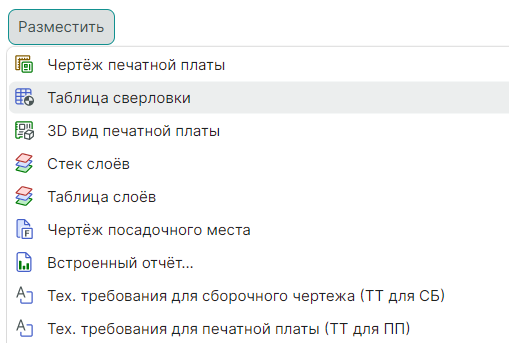 Разместить
Чертёж печатной платы
Таблица сверловки
3D вид печатной платы
Стек слоёв
Таблица слоёв
Чертёж посадочного места
Встроенный отчёт...
Тех. требования для сборочного чертежа (ТТ для СБ)
Тех. требования для печатной платы (ТТ для ПП)